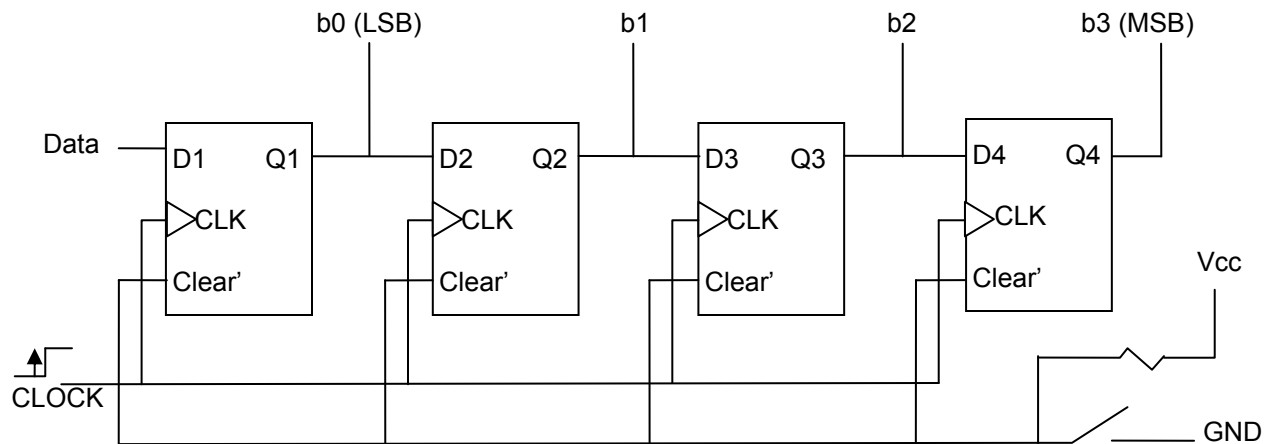 b0 (LSB) b1 b2 b3 (MSB)
Data
D1 Q1 D2 Q2 D3 Q3 D4 Q4
CLK CLK CLK CLK
Clear’ Clear’ Clear’ Clear’
Vcc
CLOCK
GND